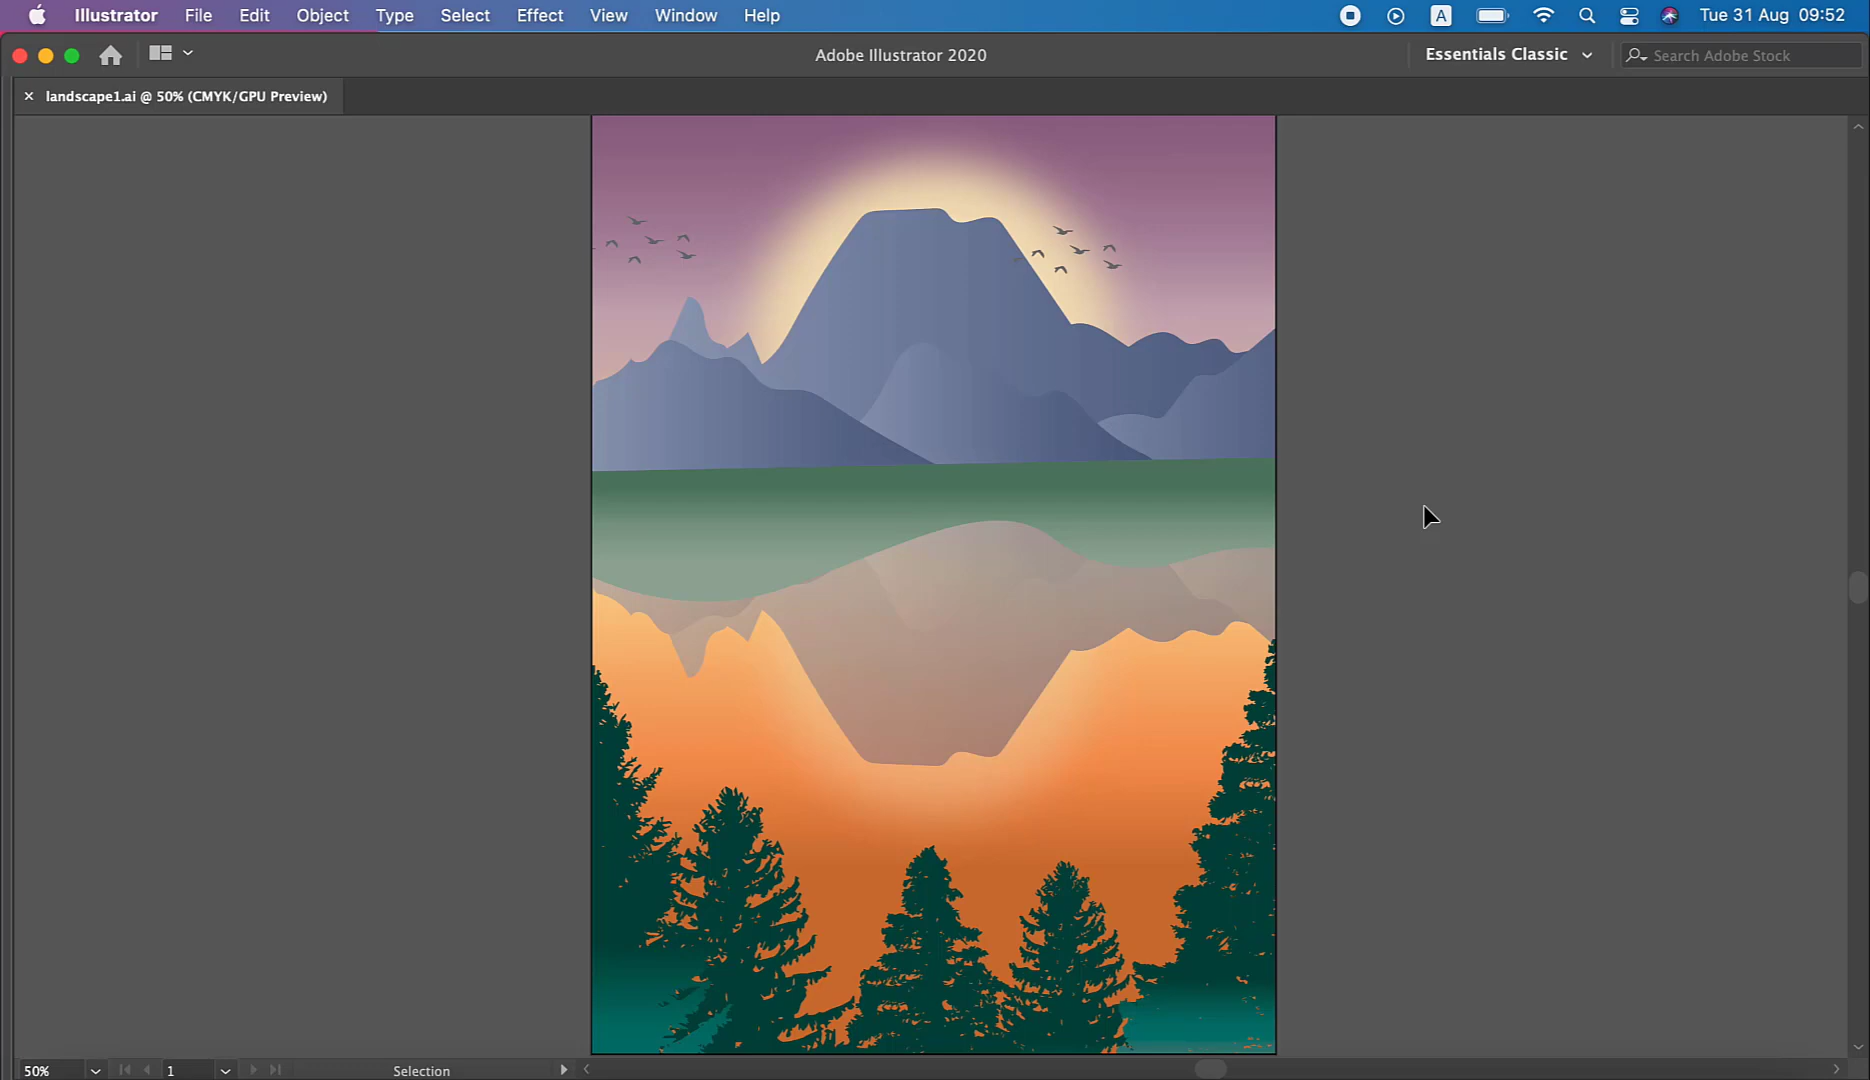 Illustrator File Edit Object Type Select Effect View Window Help A Tue 31 Aug 09:52
Adobe Illustrator 2020 Essentials Classic Search Adobe Stock
× landscape1.ai @ 50% (CMYK/GPU Preview)
50% 1 Selection